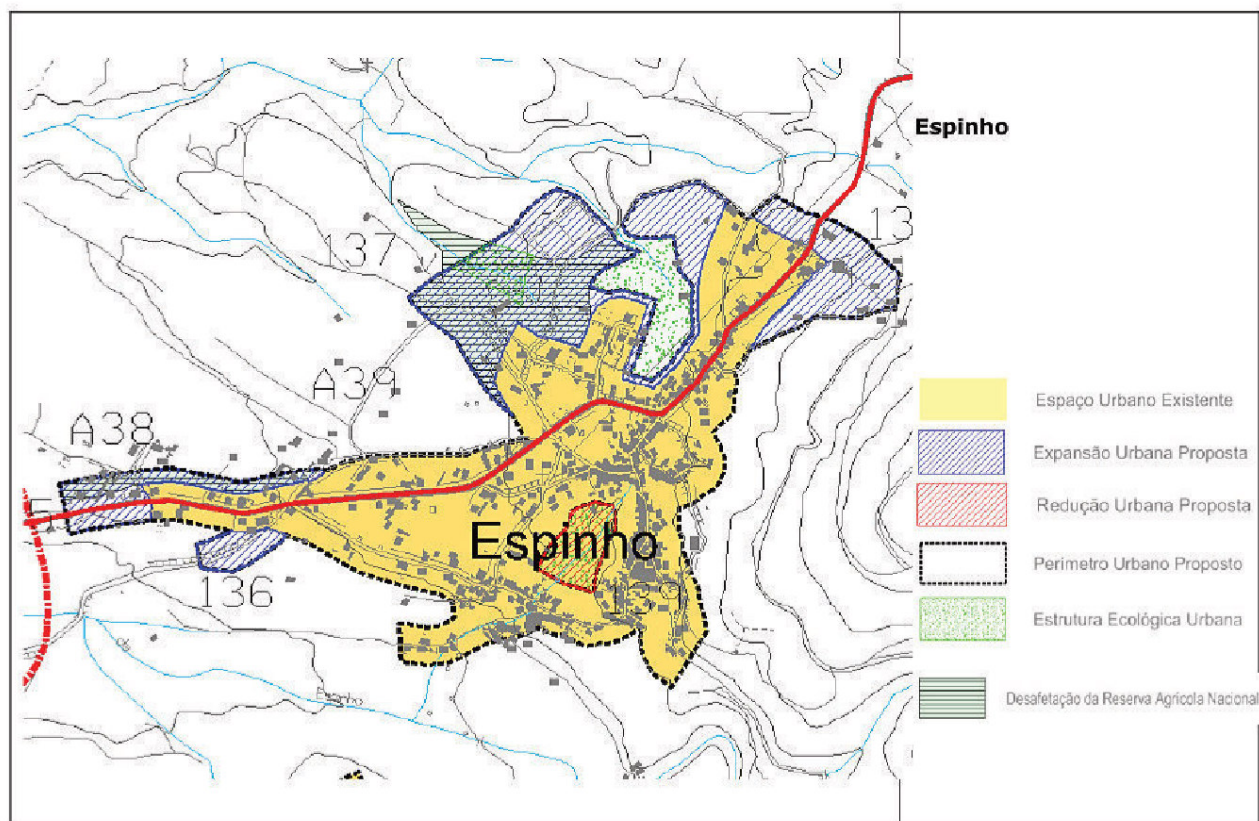 Espinho
137
13
A39
A38
136
Espinho
139
Espaço Urbano Existente
Expansão Urbana Proposta
Redução Urbana Proposta
Perímetro Urbano Proposto
Estrutura Ecológica Urbana
Desafetação da Reserva Agrícola Nacional